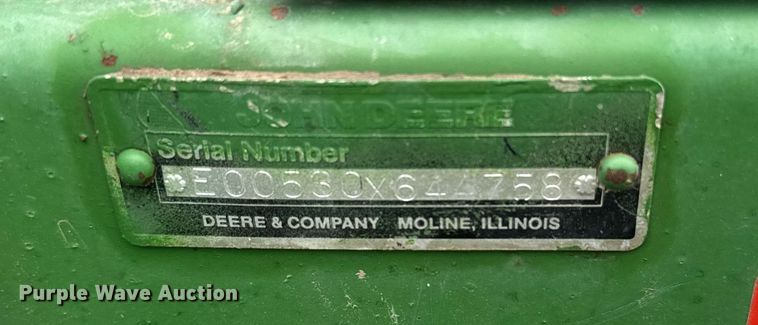 JOHN DEERE
Serial Number
*E00530X644758*
DEERE & COMPANY MOLINE, ILLINOIS
Purple Wave Auction